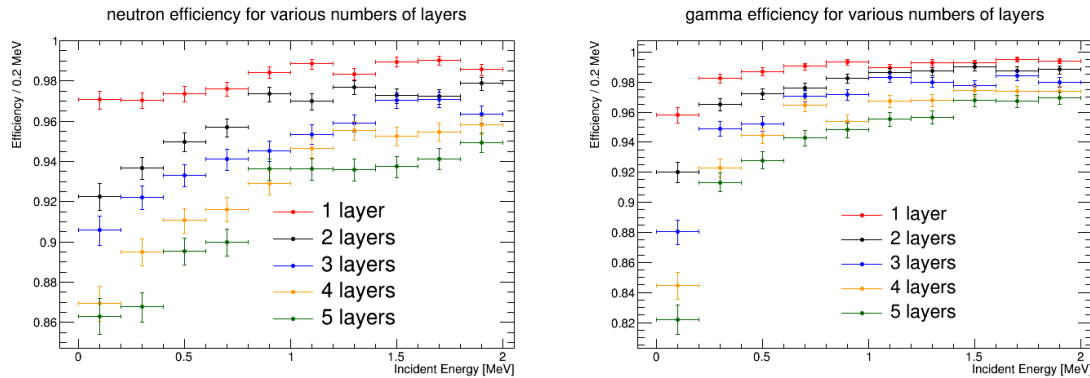 neutron efficiency for various numbers of layers
Efficiency / 0.2 MeV
1
0.98
0.96
0.94
0.92
0.9
0.88
0.86
0
0.5
1
1.5
2
Incident Energy [MeV]
1 layer
2 layers
3 layers
4 layers
5 layers
gamma efficiency for various numbers of layers
Efficiency / 0.2 MeV
1
0.98
0.96
0.94
0.92
0.9
0.88
0.86
0.84
0.82
0
0.5
1
1.5
2
Incident Energy [MeV]
1 layer
2 layers
3 layers
4 layers
5 layers